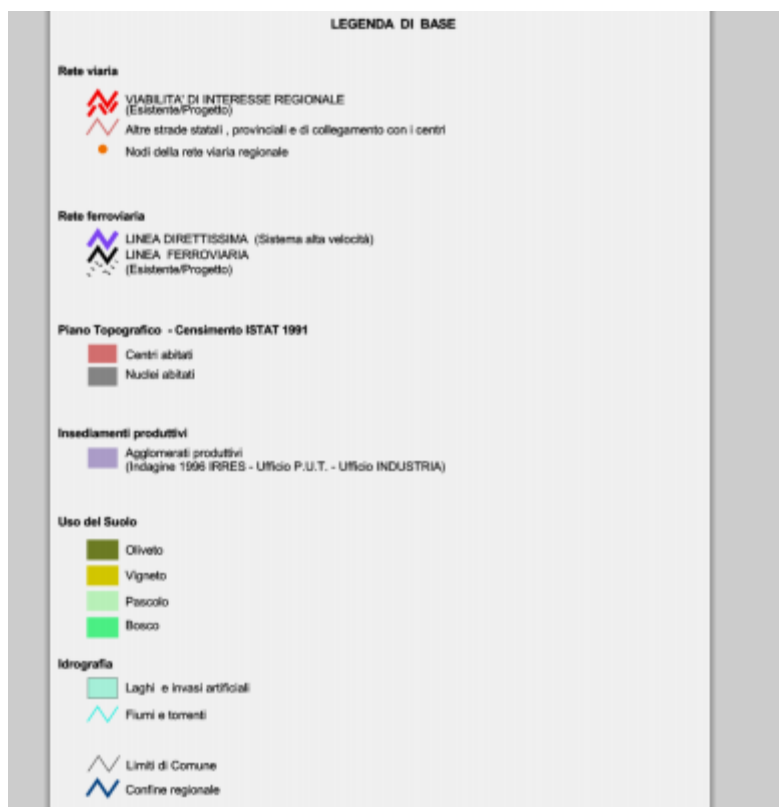 LEGENDA DI BASE
Rete viaria
VIABILITA' DI INTERESSE REGIONALE
(Esistente/Progetto)
Altre strade statali , provinciali e di collegamento con i centri
Nodi della rete viaria regionale
Rete ferroviaria
LINEA DIRETTISSIMA (Sistema alta velocità)
LINEA FERROVIARIA
(Esistente/Progetto)
Piano Topografico - Censimento ISTAT 1991
Centri abitati
Nuclei abitati
Insediamenti produttivi
Agglomerati produttivi
(Indagine 1996 IRRES - Ufficio P.U.T. - Ufficio INDUSTRIA)
Uso del Suolo
Oliveto
Vigneto
Pascolo
Bosco
Idrografia
Laghi e invasi artificiali
Fiumi e torrenti
Limiti di Comune
Confine regionale